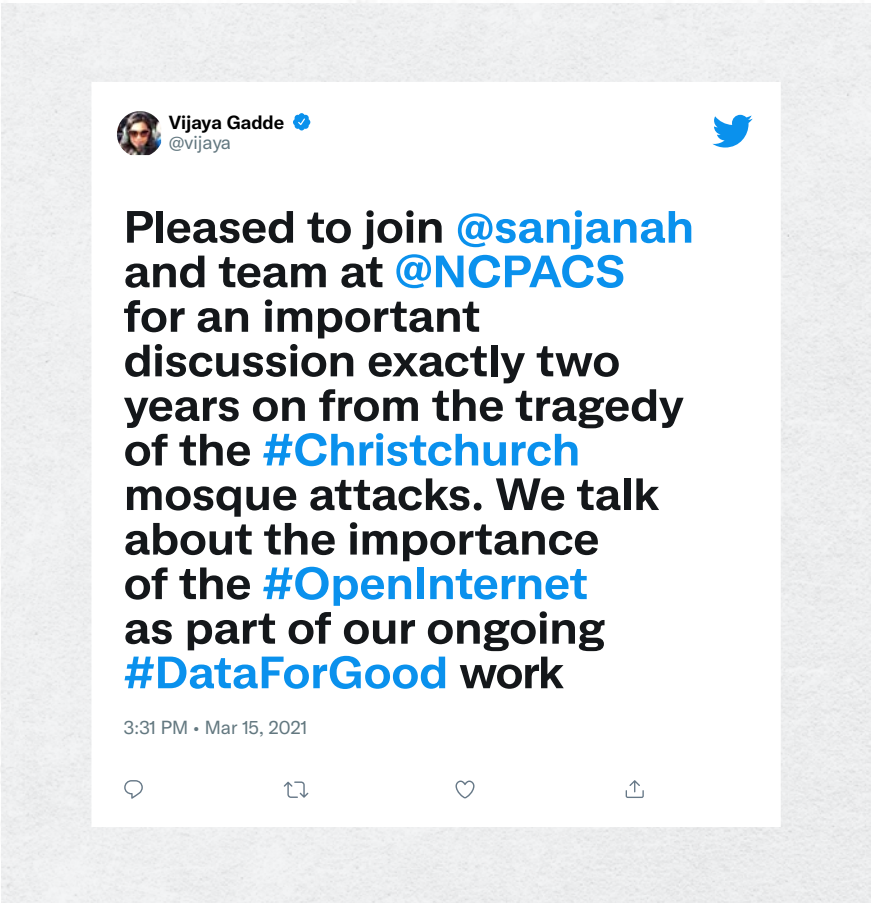 Vijaya Gadde
@vijaya
Pleased to join @sanjanah
and team at @NCPACS
for an important
discussion exactly two
years on from the tragedy
of the #Christchurch
mosque attacks. We talk
about the importance
of the #OpenInternet
as part of our ongoing
#DataForGood work
3:31 PM • Mar 15, 2021